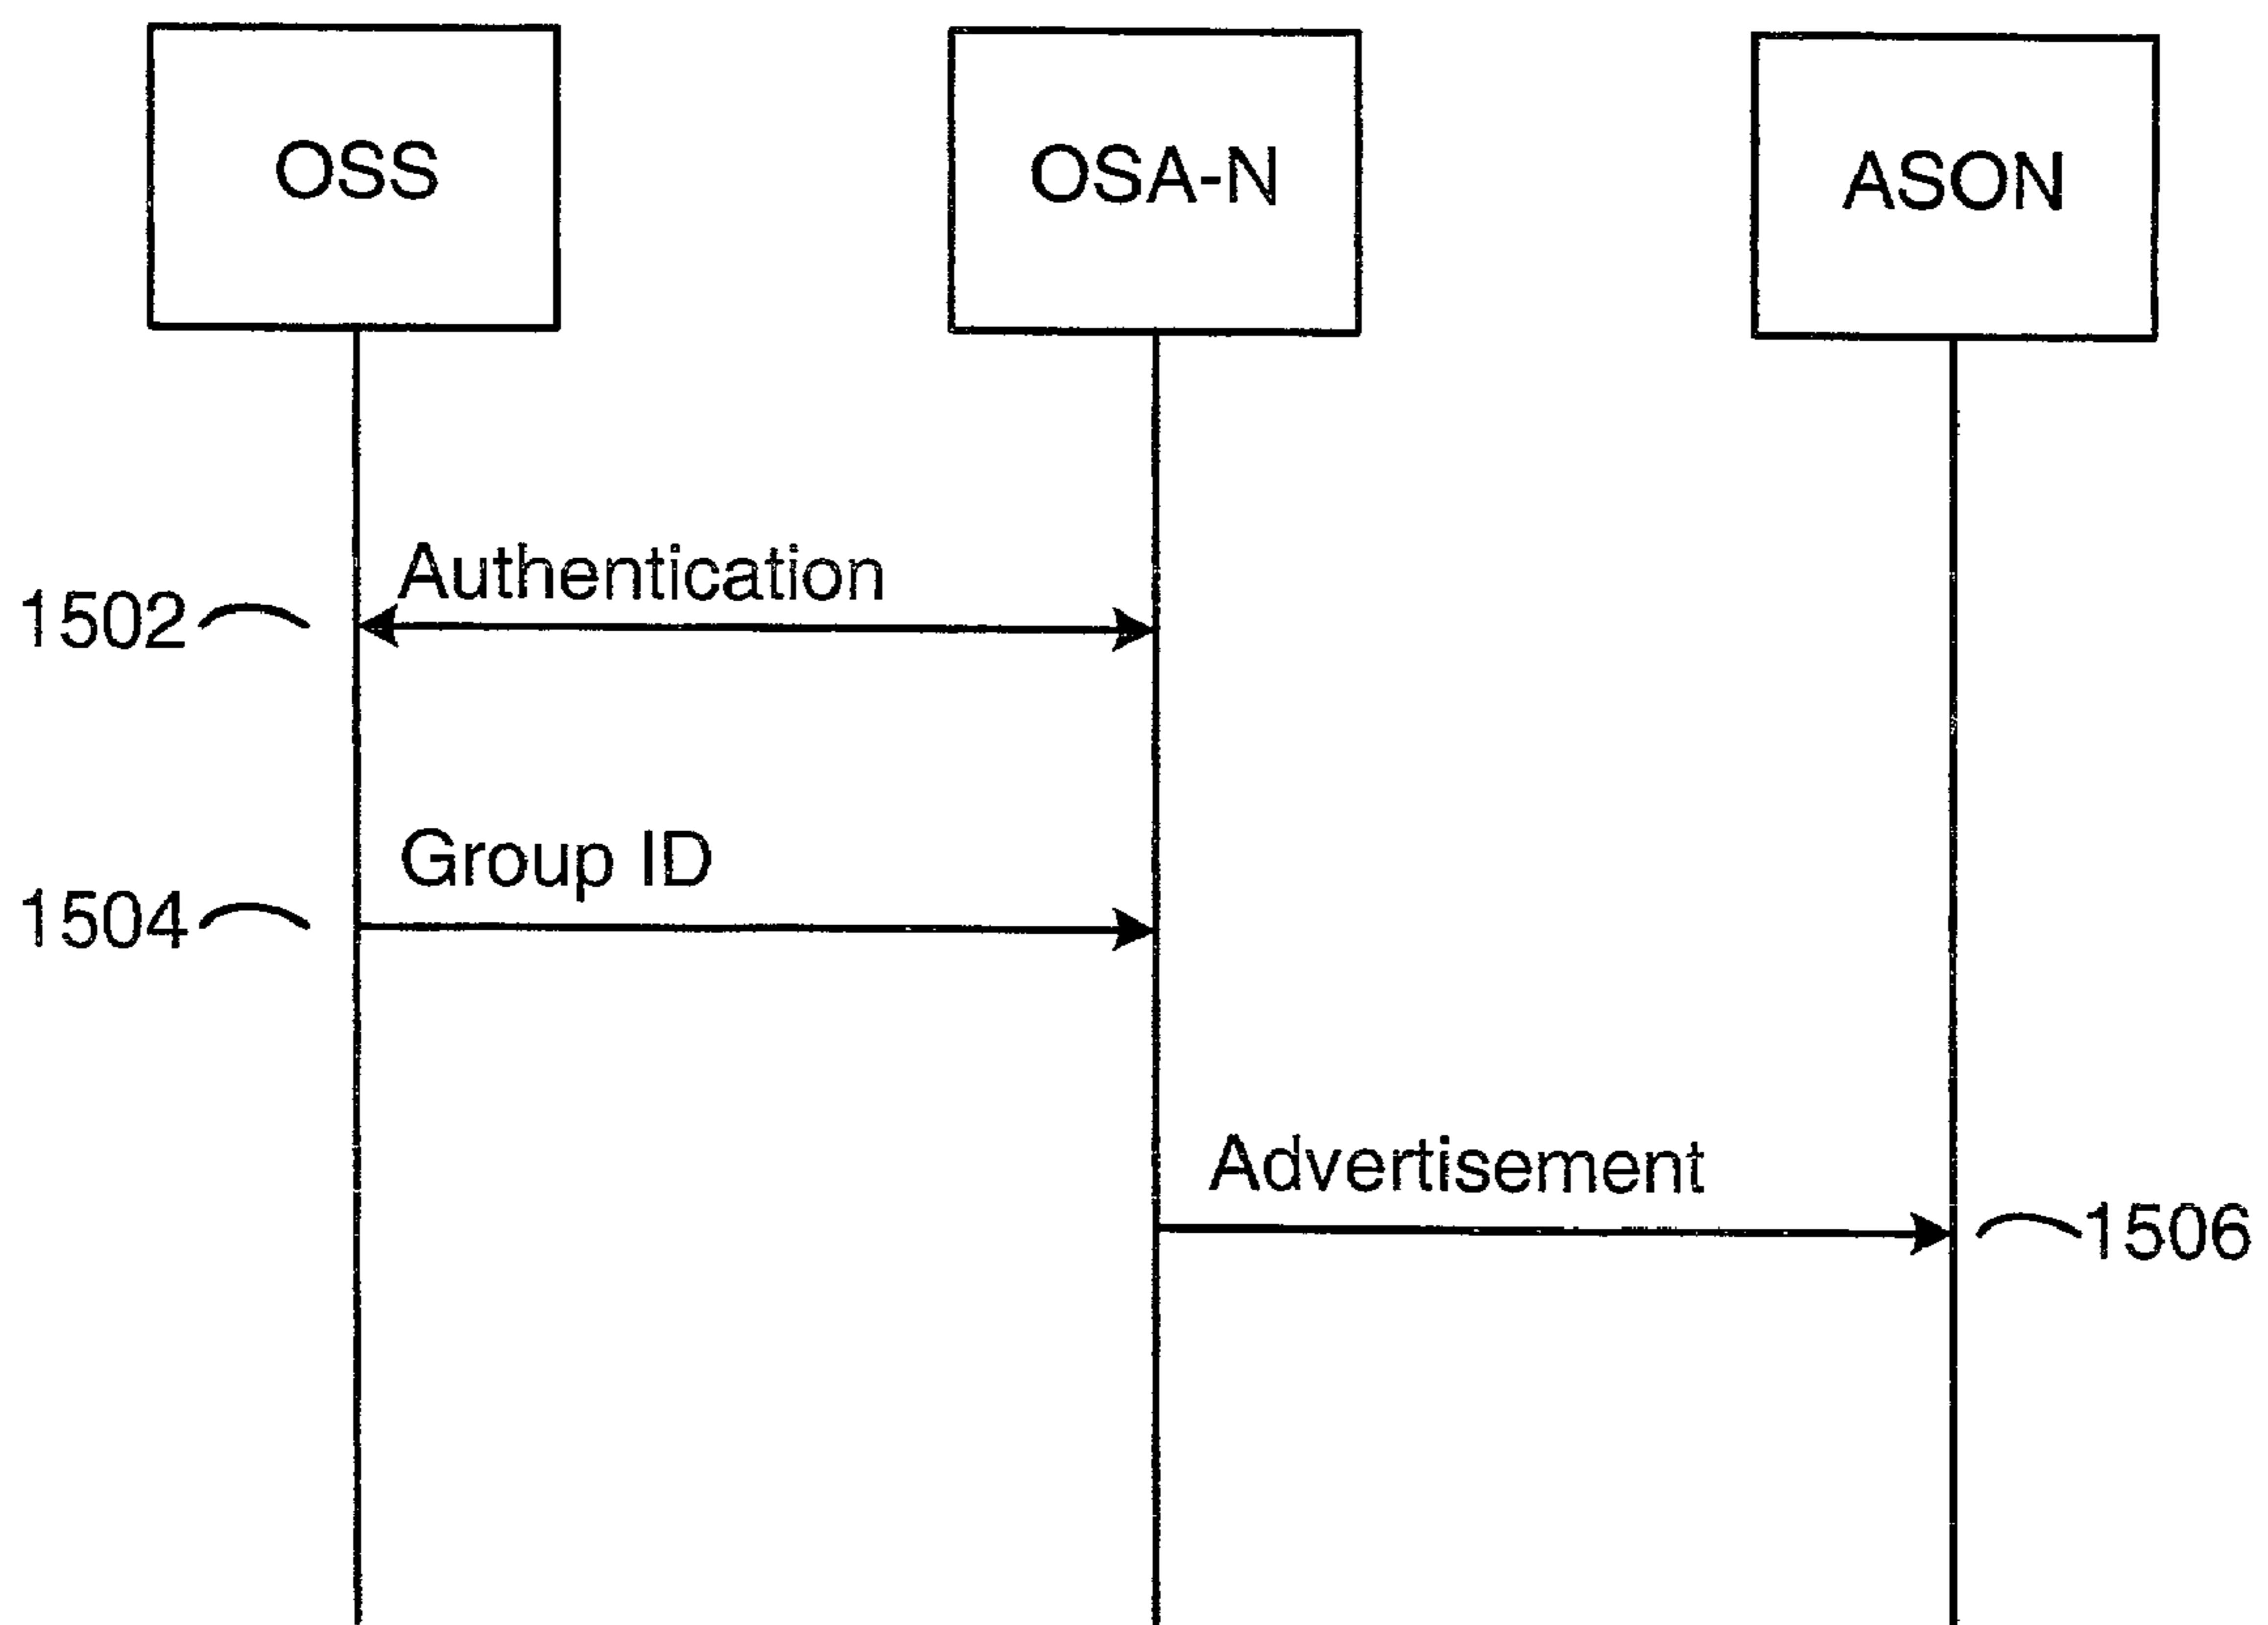 OSS
OSA-N
ASON
Authentication
1502
Group ID
1504
Advertisement
1506